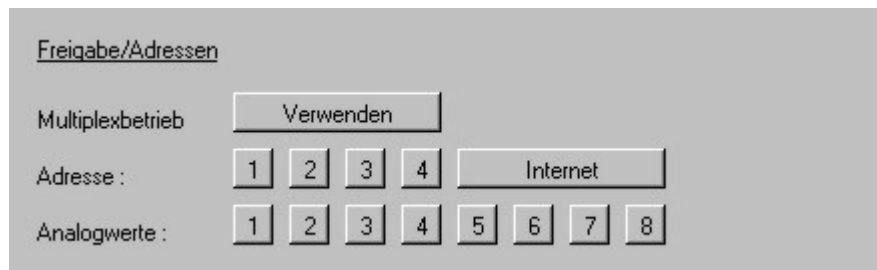 Freigabe/Adressen
Multiplexbetrieb Verwenden
Adresse : 1 2 3 4 Internet
Analogwerte : 1 2 3 4 5 6 7 8